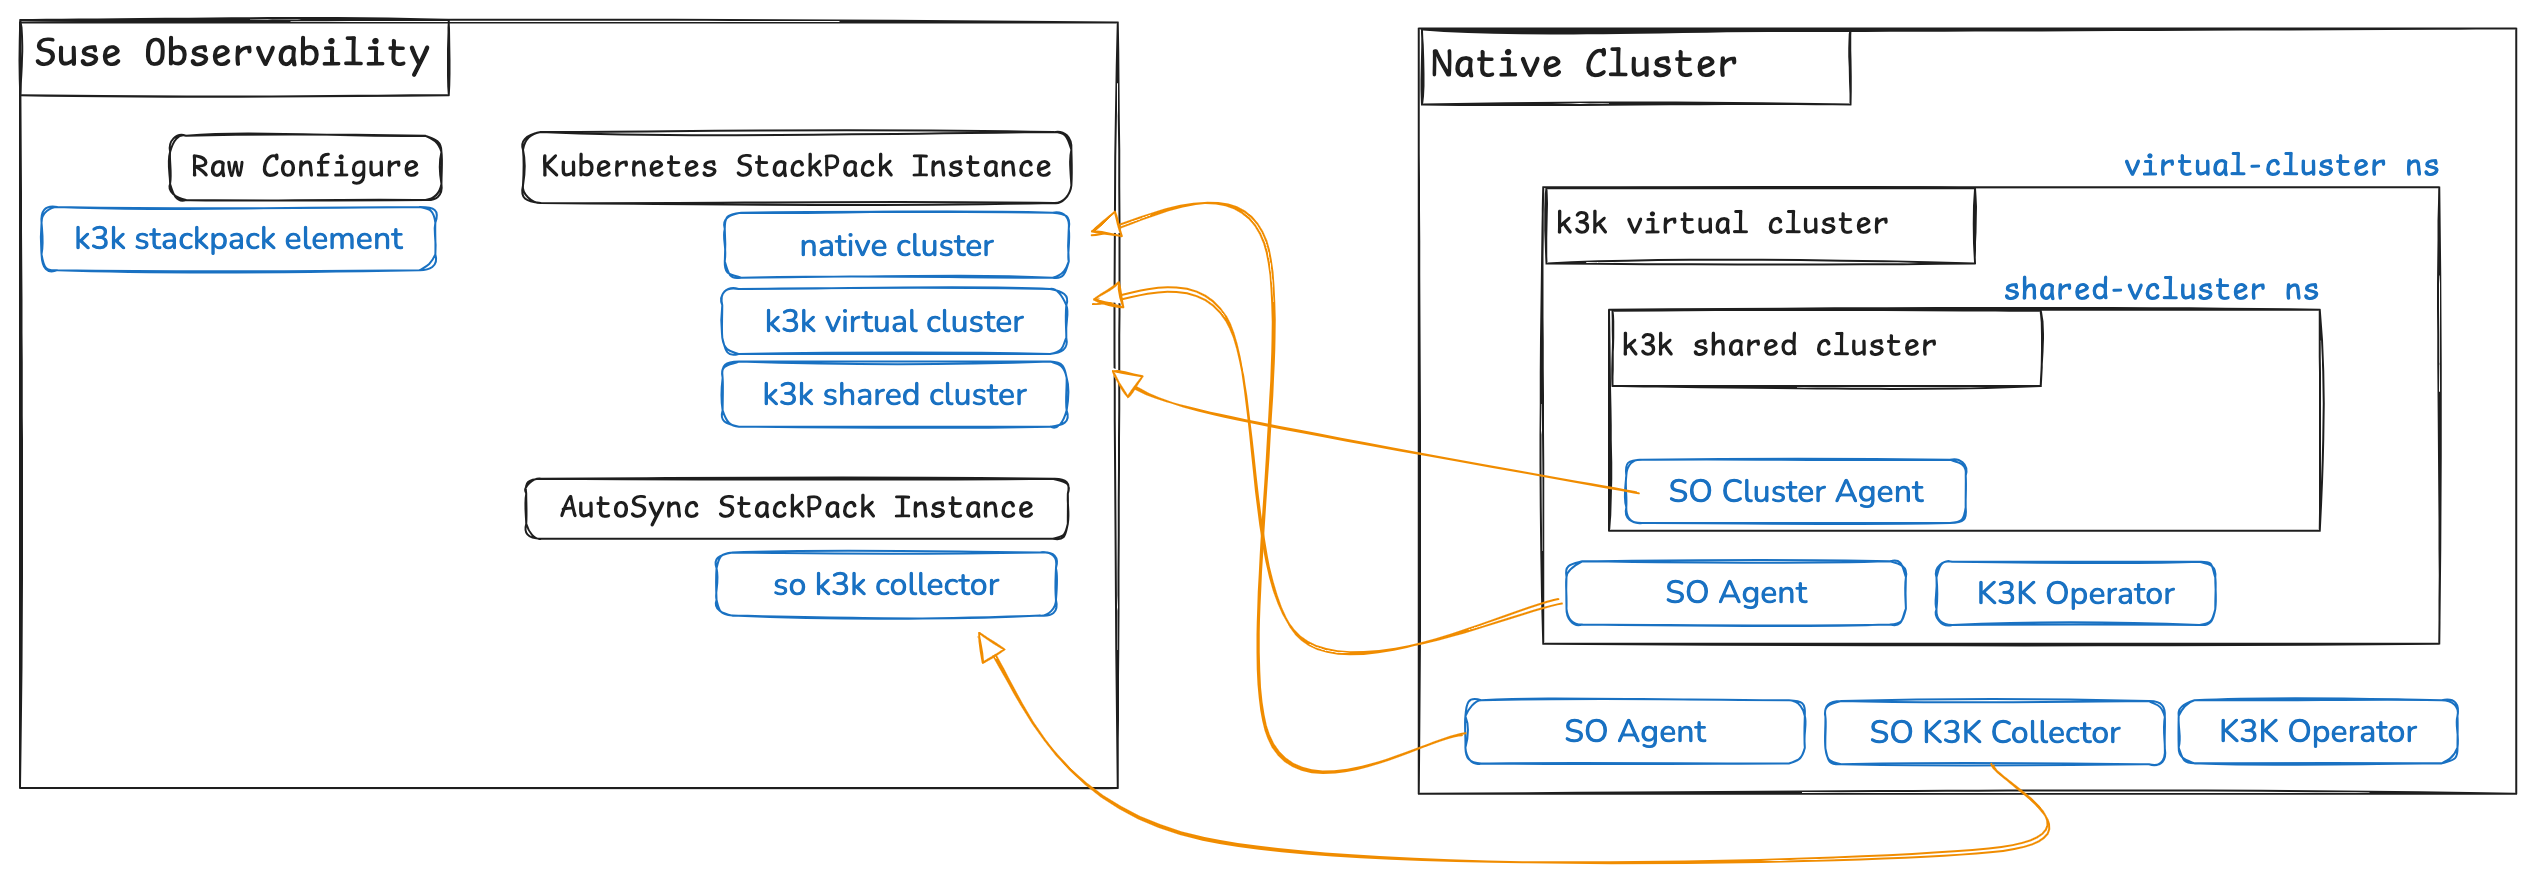 Suse Observability
Raw Configure
k3k stackpack element
Kubernetes StackPack Instance
native cluster
k3k virtual cluster
k3k shared cluster
AutoSync StackPack Instance
so k3k collector
Native Cluster
virtual-cluster ns
k3k virtual cluster
shared-vcluster ns
k3k shared cluster
SO Cluster Agent
SO Agent
K3K Operator
SO Agent
SO K3K Collector
K3K Operator